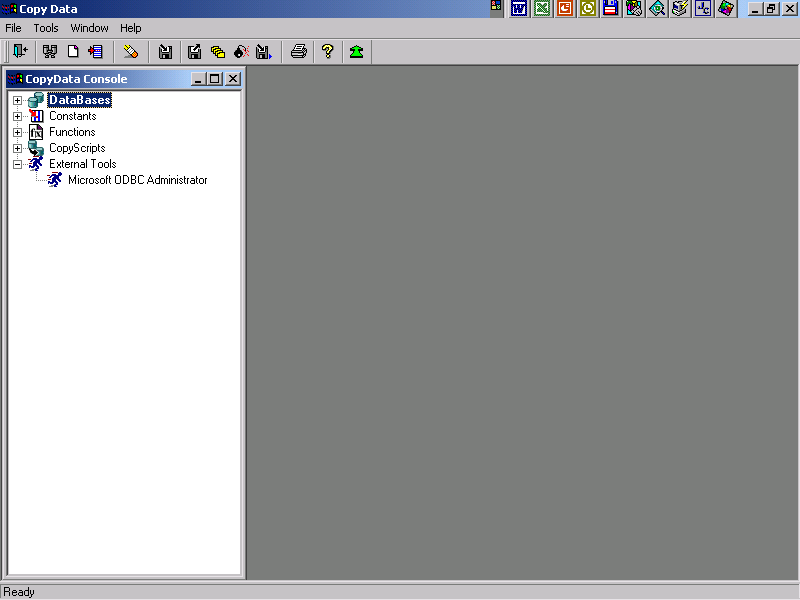 Copy Data
File Tools Window Help
CopyData Console
DataBases
Constants
Functions
CopyScripts
External Tools
Microsoft ODBC Administrator
Ready